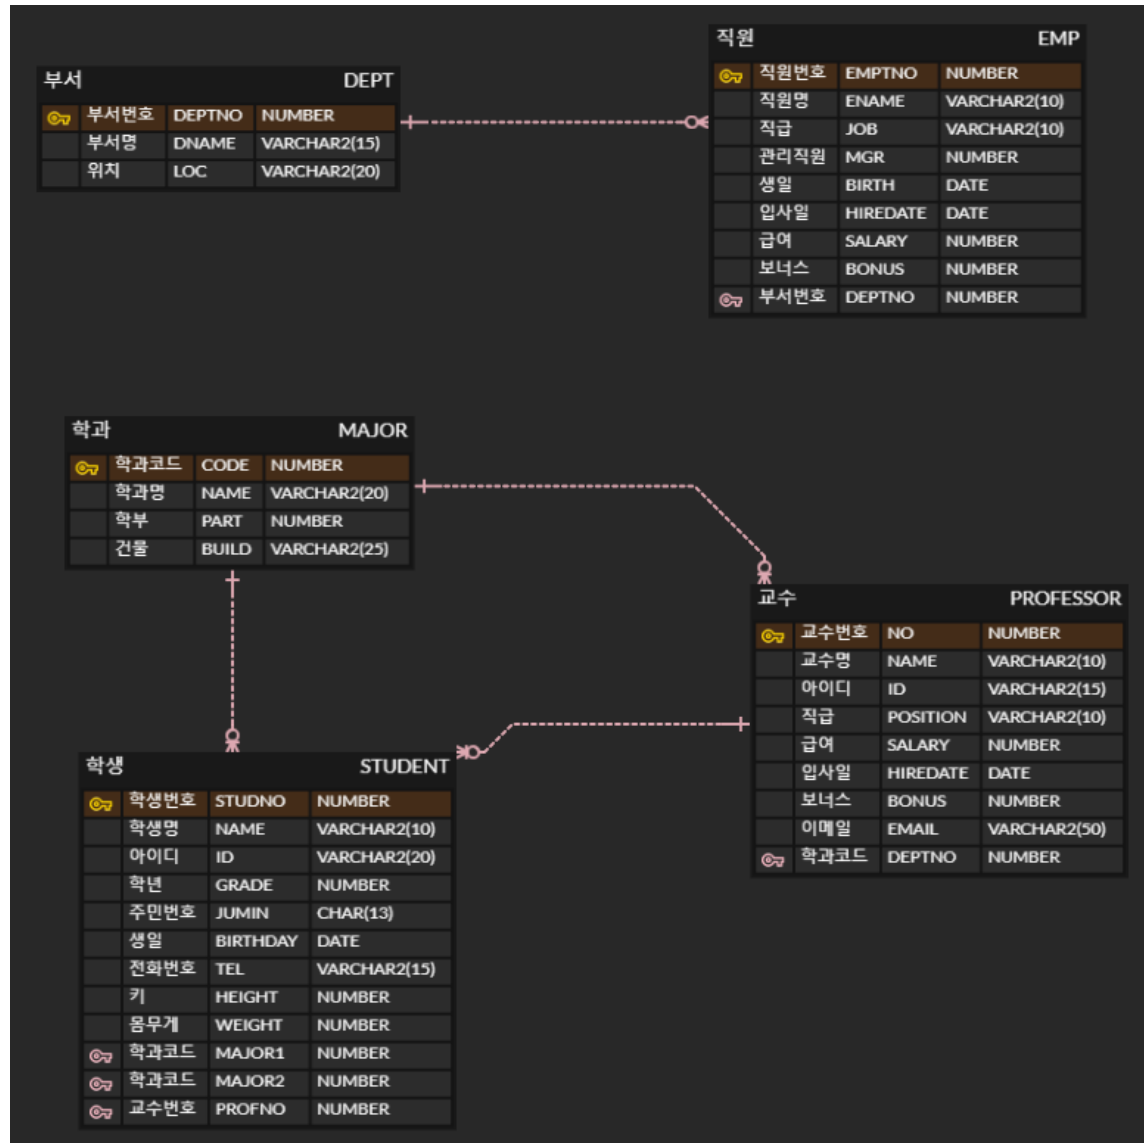 부서 DEPT
부서번호 DEPTNO NUMBER
부서명 DNAME VARCHAR2(15)
위치 LOC VARCHAR2(20)
직원 EMP
직원번호 EMPTNO NUMBER
직원명 ENAME VARCHAR2(10)
직급 JOB VARCHAR2(10)
관리직원 MGR NUMBER
생일 BIRTH DATE
입사일 HIREDATE DATE
급여 SALARY NUMBER
보너스 BONUS NUMBER
부서번호 DEPTNO NUMBER
학과 MAJOR
학과코드 CODE NUMBER
학과명 NAME VARCHAR2(20)
학부 PART NUMBER
건물 BUILD VARCHAR2(25)
교수 PROFESSOR
교수번호 NO NUMBER
교수명 NAME VARCHAR2(10)
아이디 ID VARCHAR2(15)
직급 POSITION VARCHAR2(10)
급여 SALARY NUMBER
입사일 HIREDATE DATE
보너스 BONUS NUMBER
이메일 EMAIL VARCHAR2(50)
학과코드 DEPTNO NUMBER
학생 STUDENT
학생번호 STUDNO NUMBER
학생명 NAME VARCHAR2(10)
아이디 ID VARCHAR2(20)
학년 GRADE NUMBER
주민번호 JUMIN CHAR(13)
생일 BIRTHDAY DATE
전화번호 TEL VARCHAR2(15)
키 HEIGHT NUMBER
몸무게 WEIGHT NUMBER
학과코드 MAJOR1 NUMBER
학과코드 MAJOR2 NUMBER
교수번호 PROFNO NUMBER